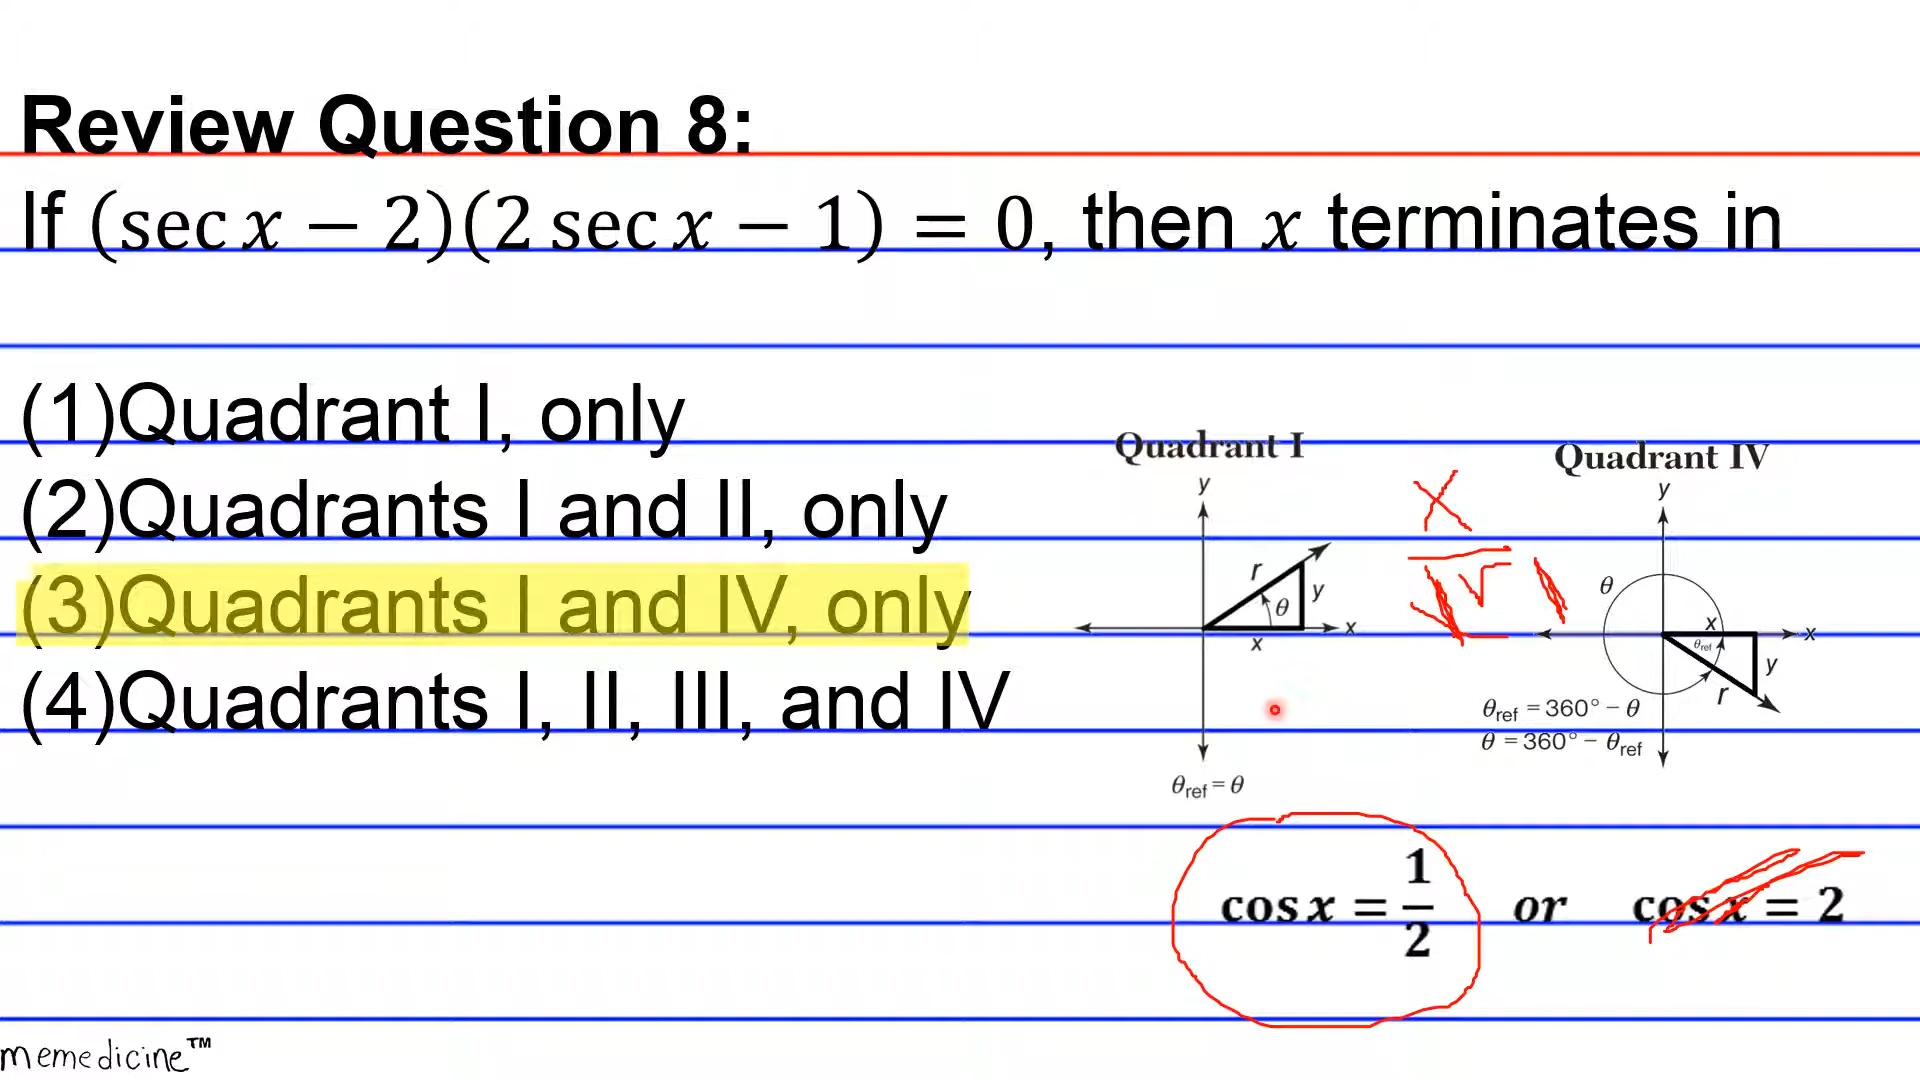 Review Question 8:
If (sec x − 2)(2 sec x − 1) = 0, then x terminates in
(1)Quadrant I, only
(2)Quadrants I and II, only
(3)Quadrants I and IV, only
(4)Quadrants I, II, III, and IV
Quadrant I
y
r
y
θ
x
x
θref = θ
X
r
Quadrant IV
y
θ
x
x
θref
y
r
θref = 360° − θ
θ = 360° − θref
cos x = 1/2 or cos x = 2
memedicine™